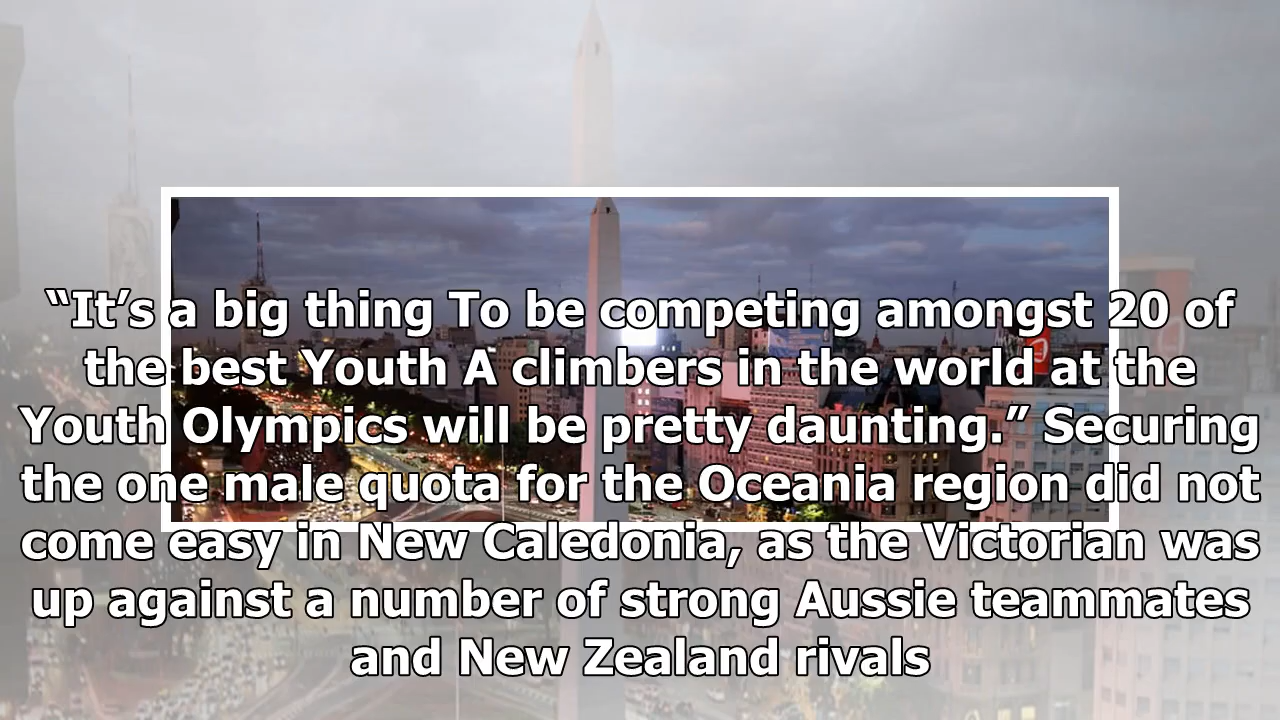 “It’s a big thing To be competing amongst 20 of
the best Youth A climbers in the world at the
Youth Olympics will be pretty daunting.” Securing
the one male quota for the Oceania region did not
come easy in New Caledonia, as the Victorian was
up against a number of strong Aussie teammates
and New Zealand rivals